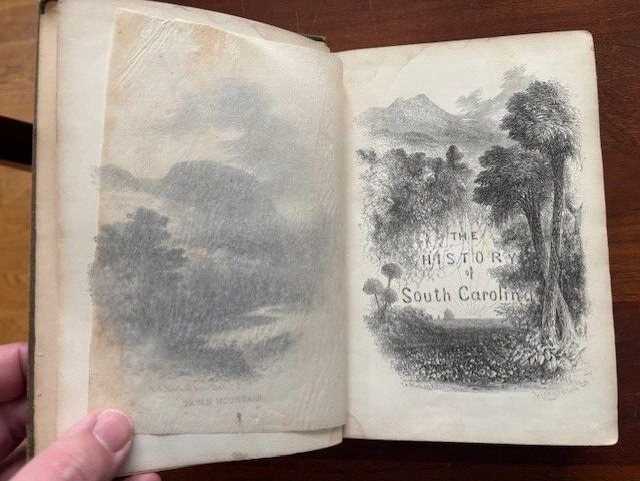 TABLE MOUNTAIN
THE
HISTORY
of
South Carolina